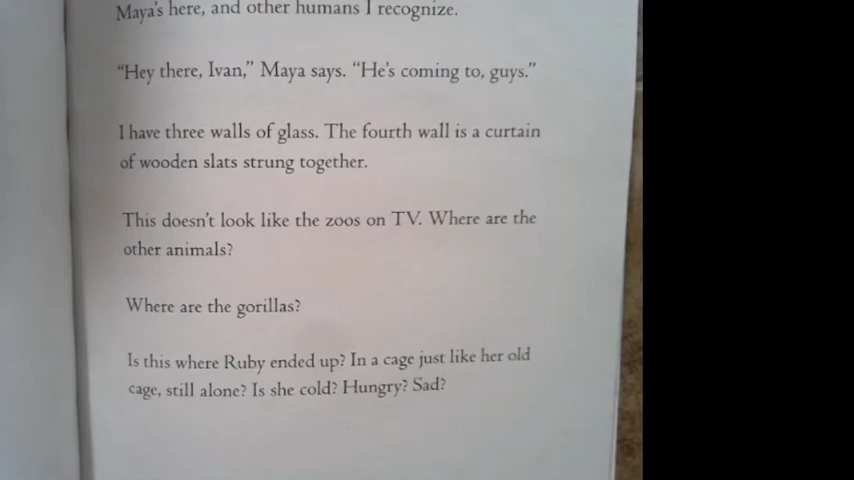 Maya's here, and other humans I recognize.
“Hey there, Ivan,” Maya says. “He's coming to, guys.”
I have three walls of glass. The fourth wall is a curtain
of wooden slats strung together.
This doesn't look like the zoos on TV. Where are the
other animals?
Where are the gorillas?
Is this where Ruby ended up? In a cage just like her old
cage, still alone? Is she cold? Hungry? Sad?